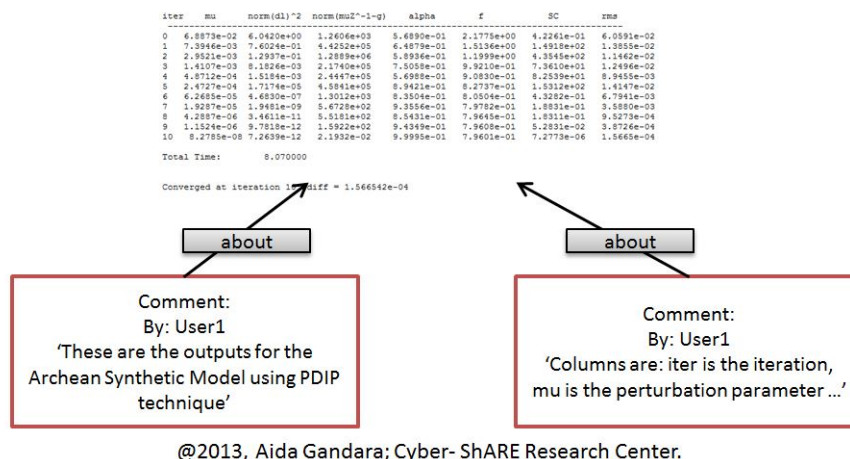 iter mu norm(dl)^2 norm(muZ^-1-g) alpha f SC rms
0 6.8873e-02 6.0420e+00 1.2606e+03 5.6890e-01 2.1775e+00 4.2261e-01 6.0591e-02
1 7.3946e-03 7.6024e-01 4.4252e+05 6.4879e-01 1.5136e+00 1.4918e+02 1.3855e-02
2 2.9521e-03 1.2937e-01 1.2889e+06 5.8936e-01 1.1999e+00 4.3545e+02 1.1462e-02
3 1.4107e-03 8.1826e-03 2.1740e+05 7.5058e-01 9.9210e-01 7.3610e+01 1.2496e-02
4 4.8712e-04 1.5184e-03 2.4447e+05 5.6988e-01 9.0830e-01 8.2539e+01 8.9455e-03
5 2.4727e-04 1.7174e-05 4.5841e+05 8.9421e-01 8.2737e-01 1.5312e+02 1.4147e-02
6 6.2685e-05 4.6830e-07 1.3012e+03 8.3504e-01 8.0504e-01 4.3282e-01 6.7941e-03
7 1.9287e-05 1.9481e-09 5.6728e+02 9.3556e-01 7.9782e-01 1.8831e-01 3.5880e-03
8 4.2887e-06 3.4611e-11 5.5181e+02 8.5431e-01 7.9645e-01 1.8311e-01 9.5273e-04
9 1.1524e-06 9.7818e-12 1.5922e+02 9.4349e-01 7.9608e-01 5.2831e-02 3.8726e-04
10 8.2785e-08 7.2639e-12 2.1932e-02 9.9995e-01 7.9601e-01 7.2773e-06 1.5665e-04
Total Time: 8.070000
Converged at iteration diff = 1.566542e-04
about
about
Comment:
By: User1
‘These are the outputs for the
Archean Synthetic Model using PDIP
technique’
Comment:
By: User1
‘Columns are: iter is the iteration,
mu is the perturbation parameter …’
@2013, Aida Gandara; Cyber- ShARE Research Center.